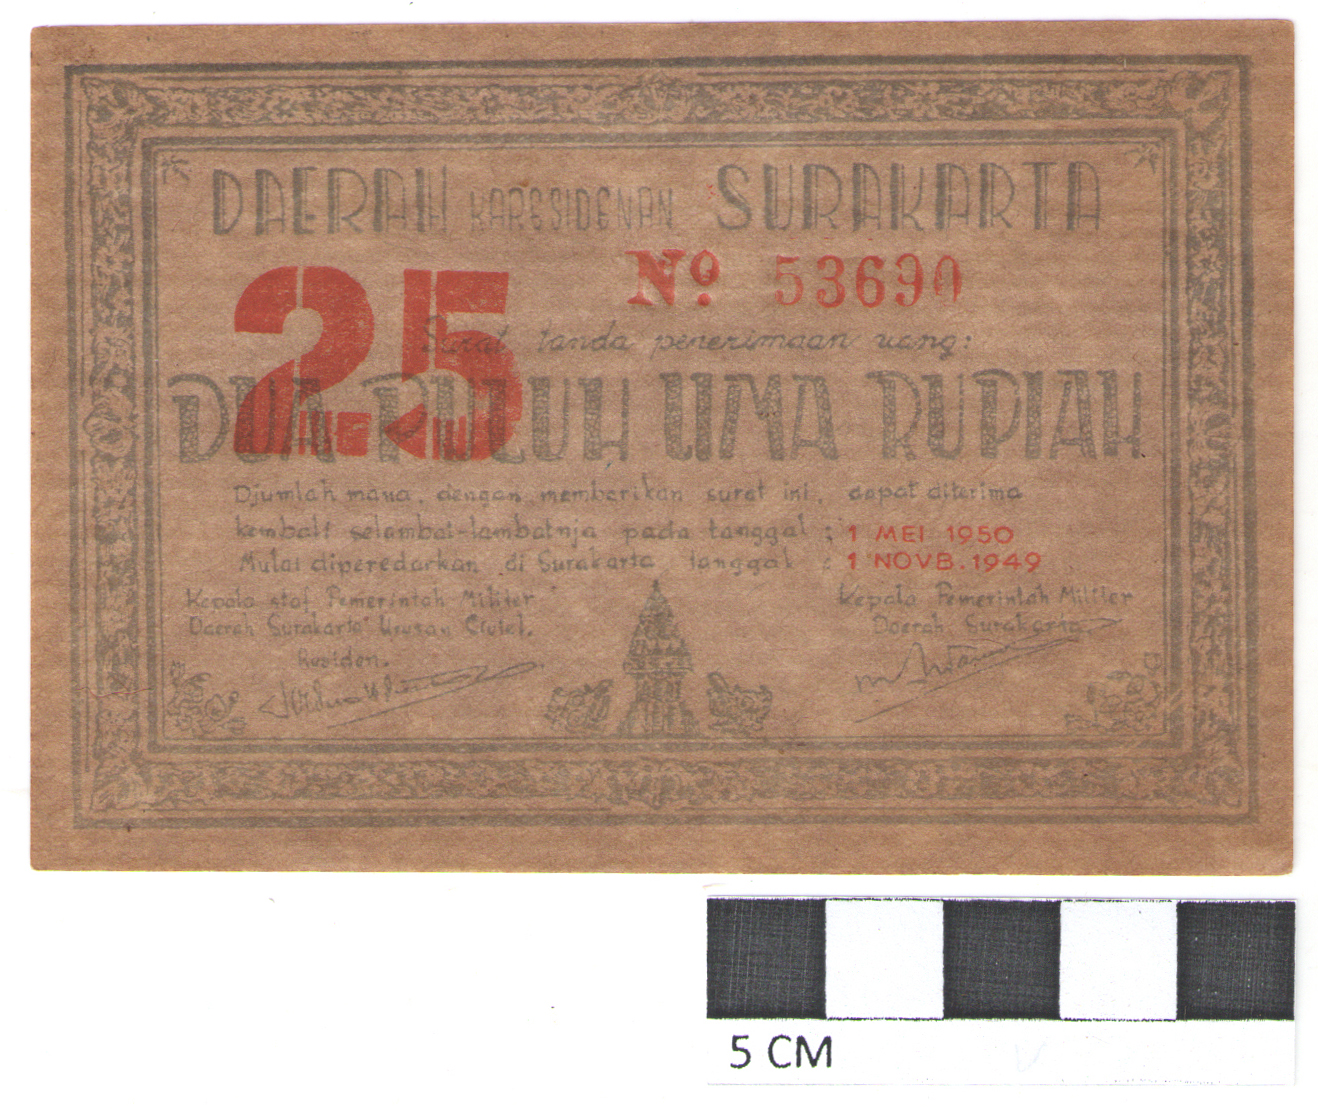 DAERAH KARESIDENAN SURAKARTA
Nº 53690
25
Surat tanda penerimaan uang:
DUA PULUH LIMA RUPIAH
Djumlah mana, dengan memberikan surat ini, dapat diterima
kembali selambat-lambatnja pada tanggal : 1 MEI 1950
Mulai diperedarkan di Surakarta tanggal : 1 NOVB. 1949
Kepala staf Pemerintah Militer
Daerah Surakarta Urusan Civiel.
Residen.
Kepala Pemerintah Militer
Daerah Surakarta
5 CM